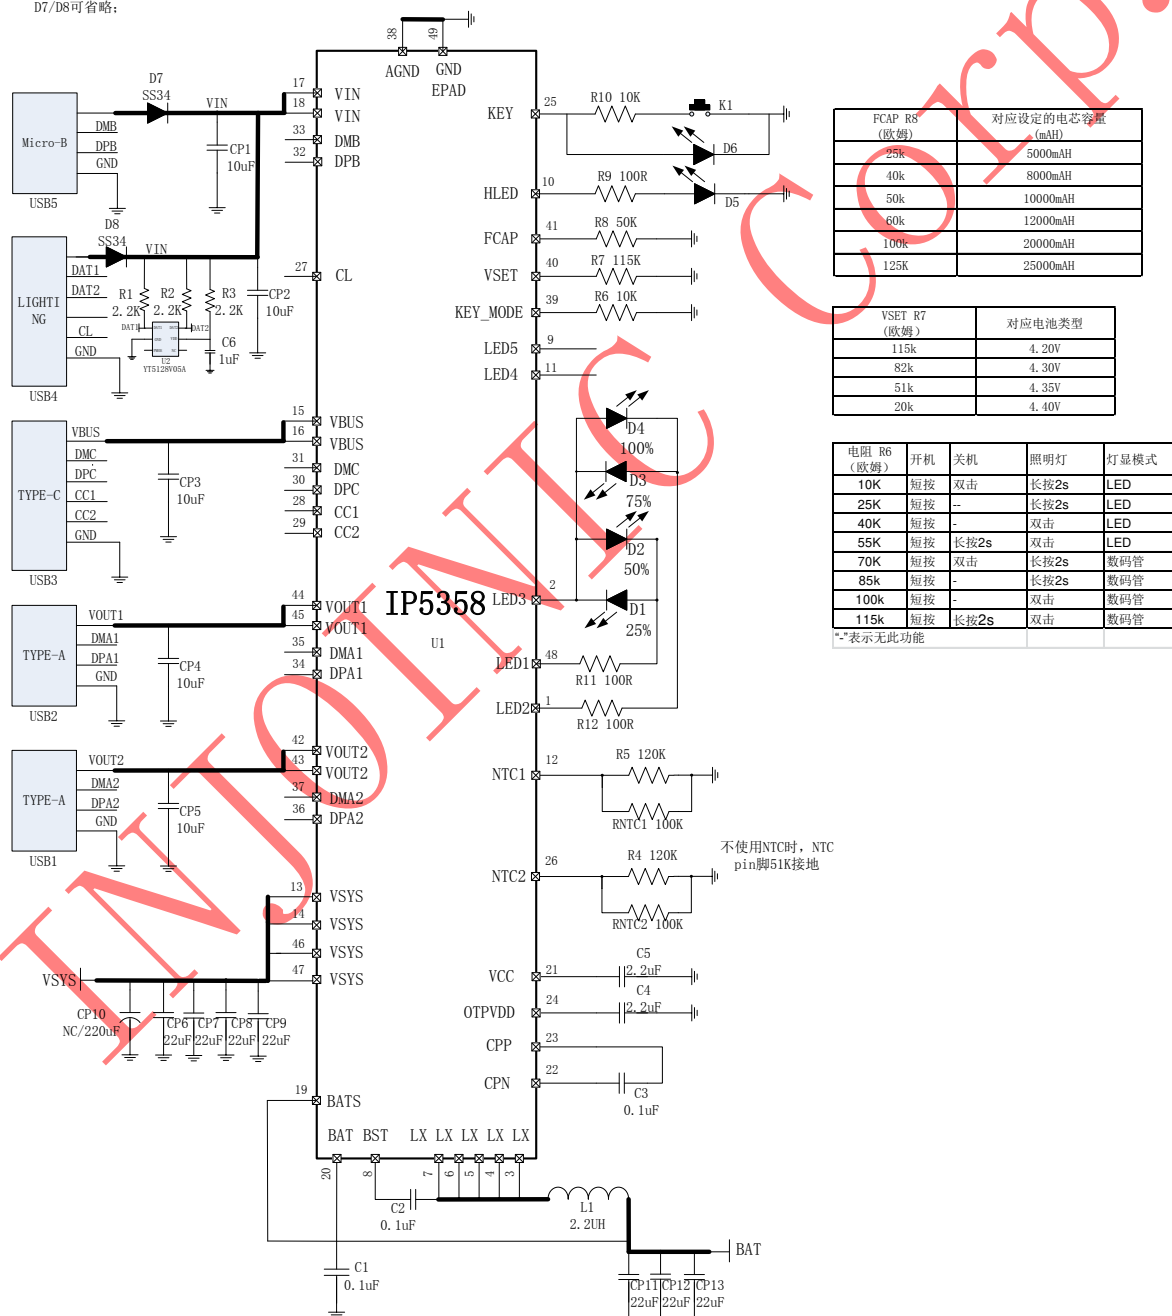 D7/D8可省略;
38
49
AGND
GND
EPAD
17
VIN
18
VIN
33
DMB
32
DPB
27
CL
15
VBUS
16
VBUS
31
DMC
30
DPC
28
CC1
29
CC2
44
VOUT1
45
VOUT1
35
DMA1
34
DPA1
42
VOUT2
43
VOUT2
37
DMA2
36
DPA2
13
VSYS
14
VSYS
46
VSYS
47
VSYS
19
BATS
BAT BST LX LX LX LX LX
20
8
7
6
5
4
3
IP5358
U1
D7
SS34
VIN
Micro-B
DMB
DPB
GND
USB5
CP1
10uF
D8
SS34
VIN
LIGHTI
NG
DAT1
DAT2
CL
GND
USB4
R1
2.2K
R2
2.2K
R3
2.2K
CP2
10uF
DAT1
DAT2
U2
YT5128V05A
C6
1uF
TYPE-C
VBUS
DMC
DPC
CC1
CC2
GND
USB3
CP3
10uF
TYPE-A
VOUT1
DMA1
DPA1
GND
USB2
CP4
10uF
TYPE-A
VOUT2
DMA2
DPA2
GND
USB1
CP5
10uF
VSYS
CP10
NC/220uF
CP6
22uF
CP7
22uF
CP8
22uF
CP9
22uF
KEY
25
R10 10K
K1
D6
HLED
10
R9 100R
D5
FCAP
41
R8 50K
VSET
40
R7 115K
KEY_MODE
39
R6 10K
LED5
9
LED4
11
D4
100%
D3
75%
D2
50%
D1
25%
LED3
2
LED1
48
R11 100R
LED2
1
R12 100R
NTC1
12
R5 120K
RNTC1 100K
NTC2
26
R4 120K
RNTC2 100K
不使用NTC时，NTC
pin脚51K接地
VCC
21
C5
2.2uF
OTPVDD
24
C4
2.2uF
CPP
23
CPN
22
C3
0.1uF
C2
0.1uF
L1
2.2UH
C1
0.1uF
BAT
CP11
22uF
CP12
22uF
CP13
22uF
FCAP R8
(欧姆)
对应设定的电芯容量
(mAH)
25k 5000mAH
40k 8000mAH
50k 10000mAH
60k 12000mAH
100k 20000mAH
125K 25000mAH
VSET R7
(欧姆)
对应电池类型
115k 4.20V
82k 4.30V
51k 4.35V
20k 4.40V
电阻 R6
(欧姆)
开机 关机 照明灯 灯显模式
10K 短按 双击 长按2s LED
25K 短按 -- 长按2s LED
40K 短按 - 双击 LED
55K 短按 长按2s 双击 LED
70K 短按 双击 长按2s 数码管
85k 短按 - 长按2s 数码管
100k 短按 - 双击 数码管
115k 短按 长按2s 双击 数码管
"-"表示无此功能
INJOINIC Corp.